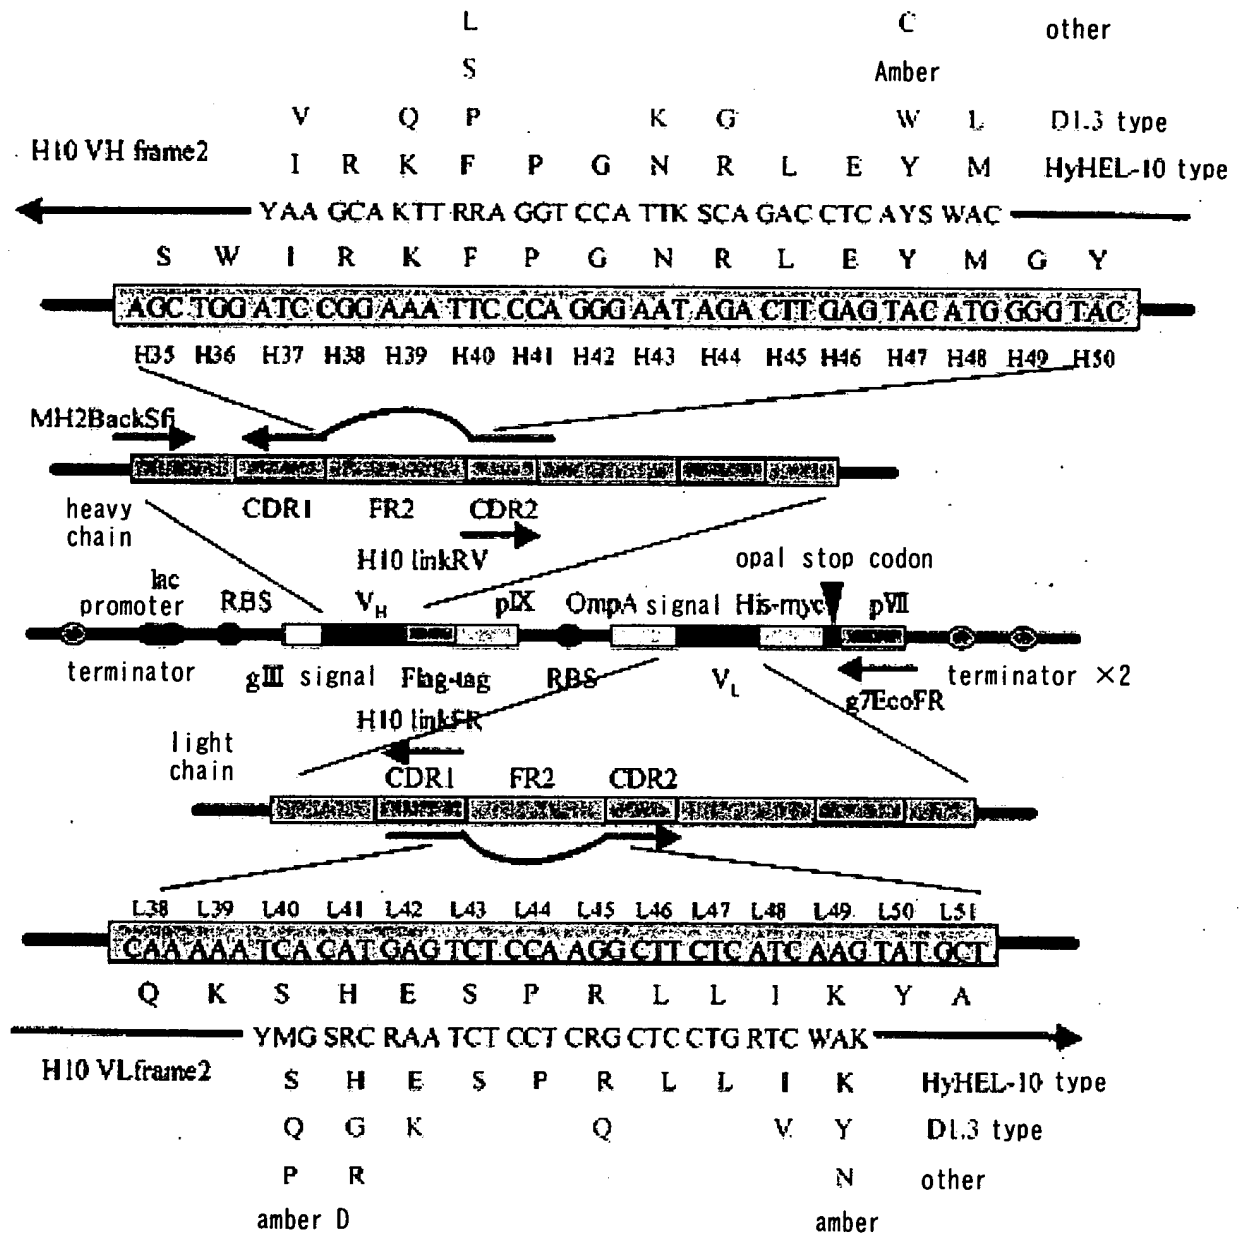 L C other
S Amber
V Q P K G W L D1.3 type
H10 VH frame2 I R K F P G N R L E Y M HyHEL-10 type
YAA GCA KTT RRA GGT CCA TTK SCA GAC CTC AYS WAC
S W I R K F P G N R L E Y M G Y
AGC TGG ATC CGG AAA TTC CCA GGG AAT AGA CTT GAG TAC ATG GGG TAC
H35 H36 H37 H38 H39 H40 H41 H42 H43 H44 H45 H46 H47 H48 H49 H50
MH2BackSfi
heavy chain CDR1 FR2 CDR2
H10 linkRV opal stop codon
lac promoter RBS VH pIX OmpA signal His-myc pVII
terminator gIII signal Flag-tag RBS VL g7EcoFR terminator ×2
H10 linkFR
light chain CDR1 FR2 CDR2
L38 L39 L40 L41 L42 L43 L44 L45 L46 L47 L48 L49 L50 L51
CAA AAA TCA CAT GAG TCT CCA AGG CTT CTC ATC AAG TAT GCT
Q K S H E S P R L L I K Y A
YMG SRC RAA TCT CCT CRG CTC CTG RTC WAK
H10 VLframe2 S H E S P R L L I K HyHEL-10 type
Q G K Q V Y D1.3 type
P R N other
amber D amber